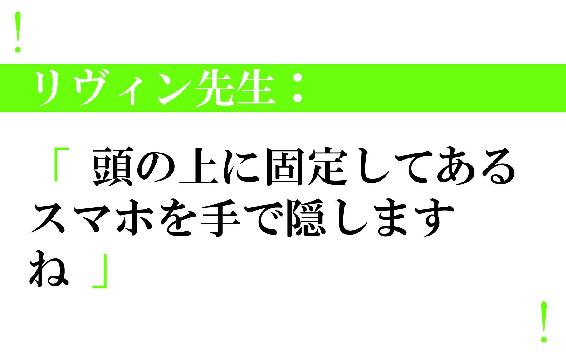 !
リヴィン先生：
「 頭の上に固定してある
スマホを手で隠します
ね 」
!